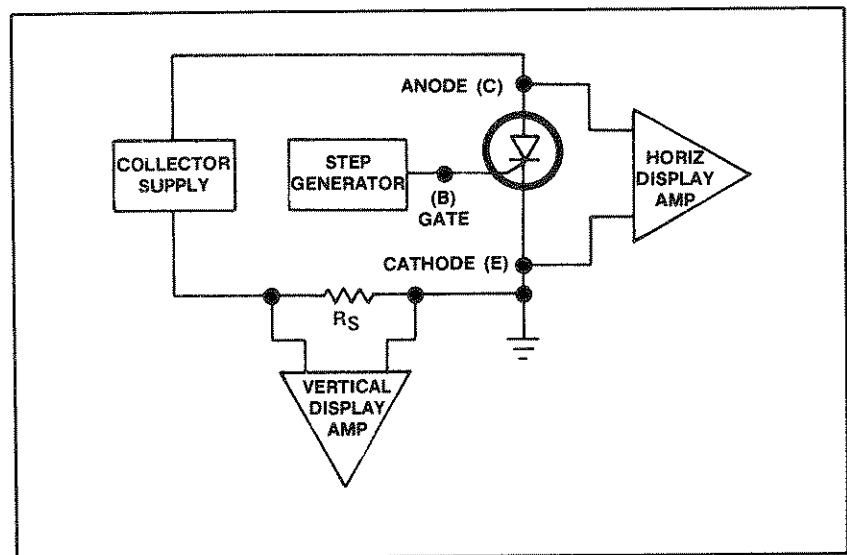 ANODE (C)
COLLECTOR
SUPPLY
STEP
GENERATOR
(B)
GATE
HORIZ
DISPLAY
AMP
CATHODE (E)
RS
VERTICAL
DISPLAY
AMP